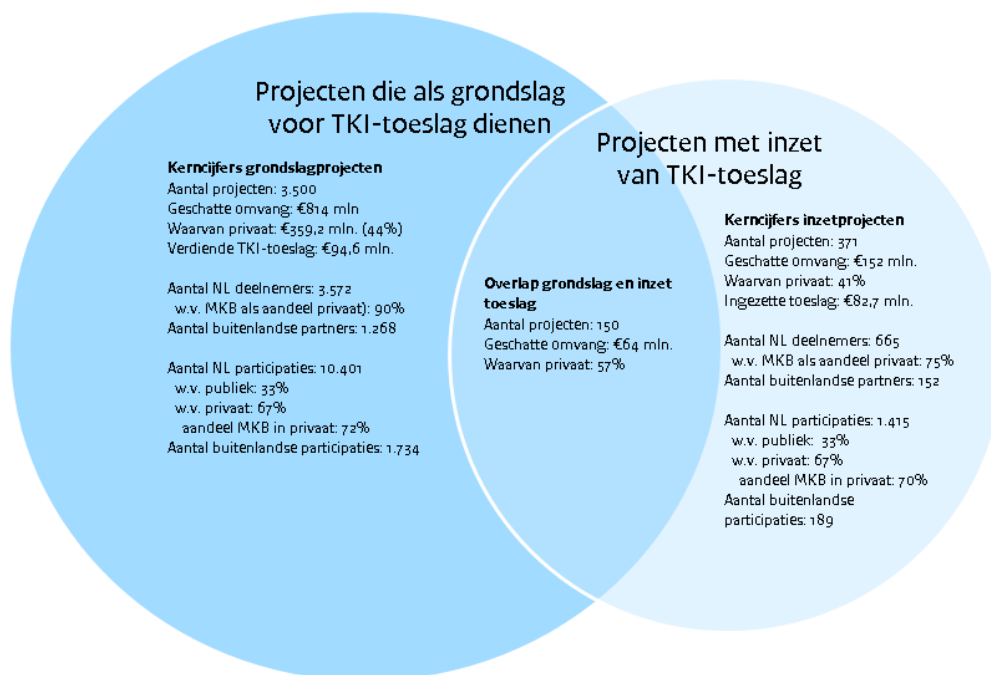 Projecten die als grondslag
voor TKI-toeslag dienen
Kerncijfers grondslagprojecten
Aantal projecten: 3.500
Geschatte omvang: €814 mln
Waarvan privaat: €359,2 mln. (44%)
Verdiende TKI-toeslag: €94,6 mln.
Aantal NL deelnemers: 3.572
w.v. MKB als aandeel privaat): 90%
Aantal buitenlandse partners: 1.268
Aantal NL participaties: 10.401
w.v. publiek: 33%
w.v. privaat: 67%
aandeel MKB in privaat: 72%
Aantal buitenlandse participaties: 1.734
Overlap grondslag en inzet
toeslag
Aantal projecten: 150
Geschatte omvang: €64 mln.
Waarvan privaat: 57%
Projecten met inzet
van TKI-toeslag
Kerncijfers inzetprojecten
Aantal projecten: 371
Geschatte omvang: €152 mln.
Waarvan privaat: 41%
Ingezette toeslag: €82,7 mln.
Aantal NL deelnemers: 665
w.v. MKB als aandeel privaat: 75%
Aantal buitenlandse partners: 152
Aantal NL participaties: 1.415
w.v. publiek: 33%
w.v. privaat: 67%
aandeel MKB in privaat: 70%
Aantal buitenlandse
participaties: 189